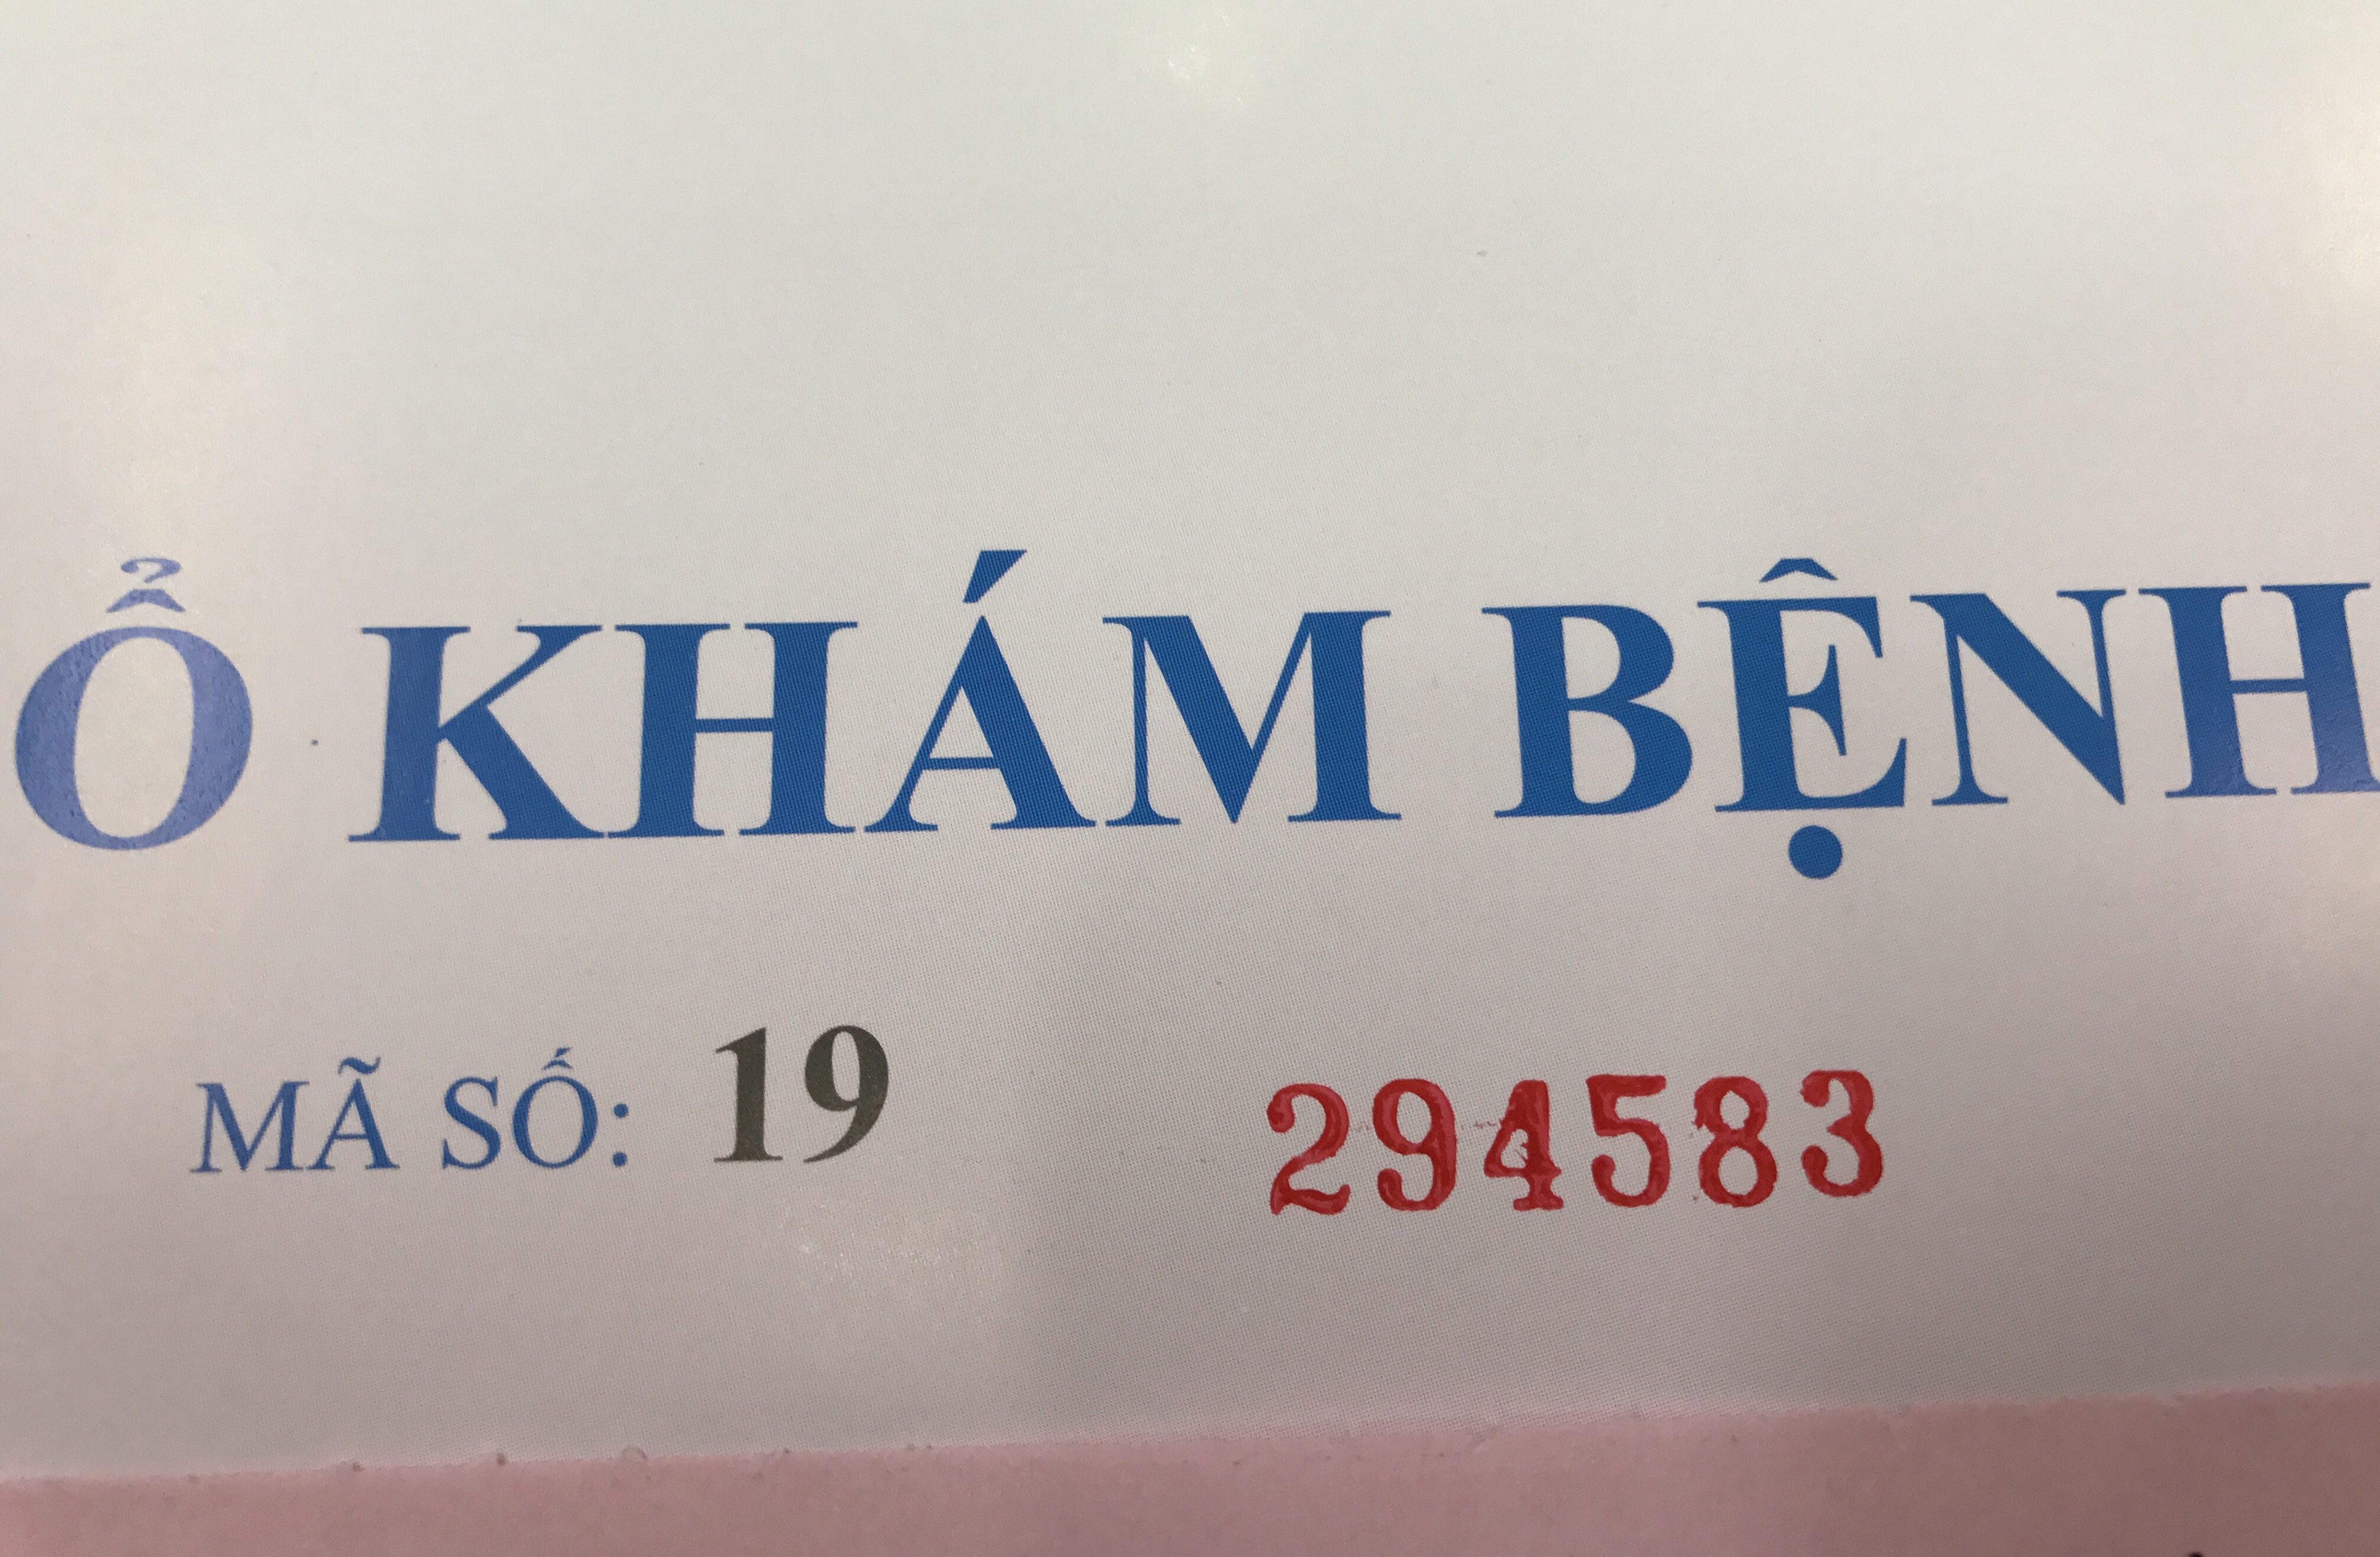 Ổ KHÁM BỆNH
MÃ SỐ: 19 294583